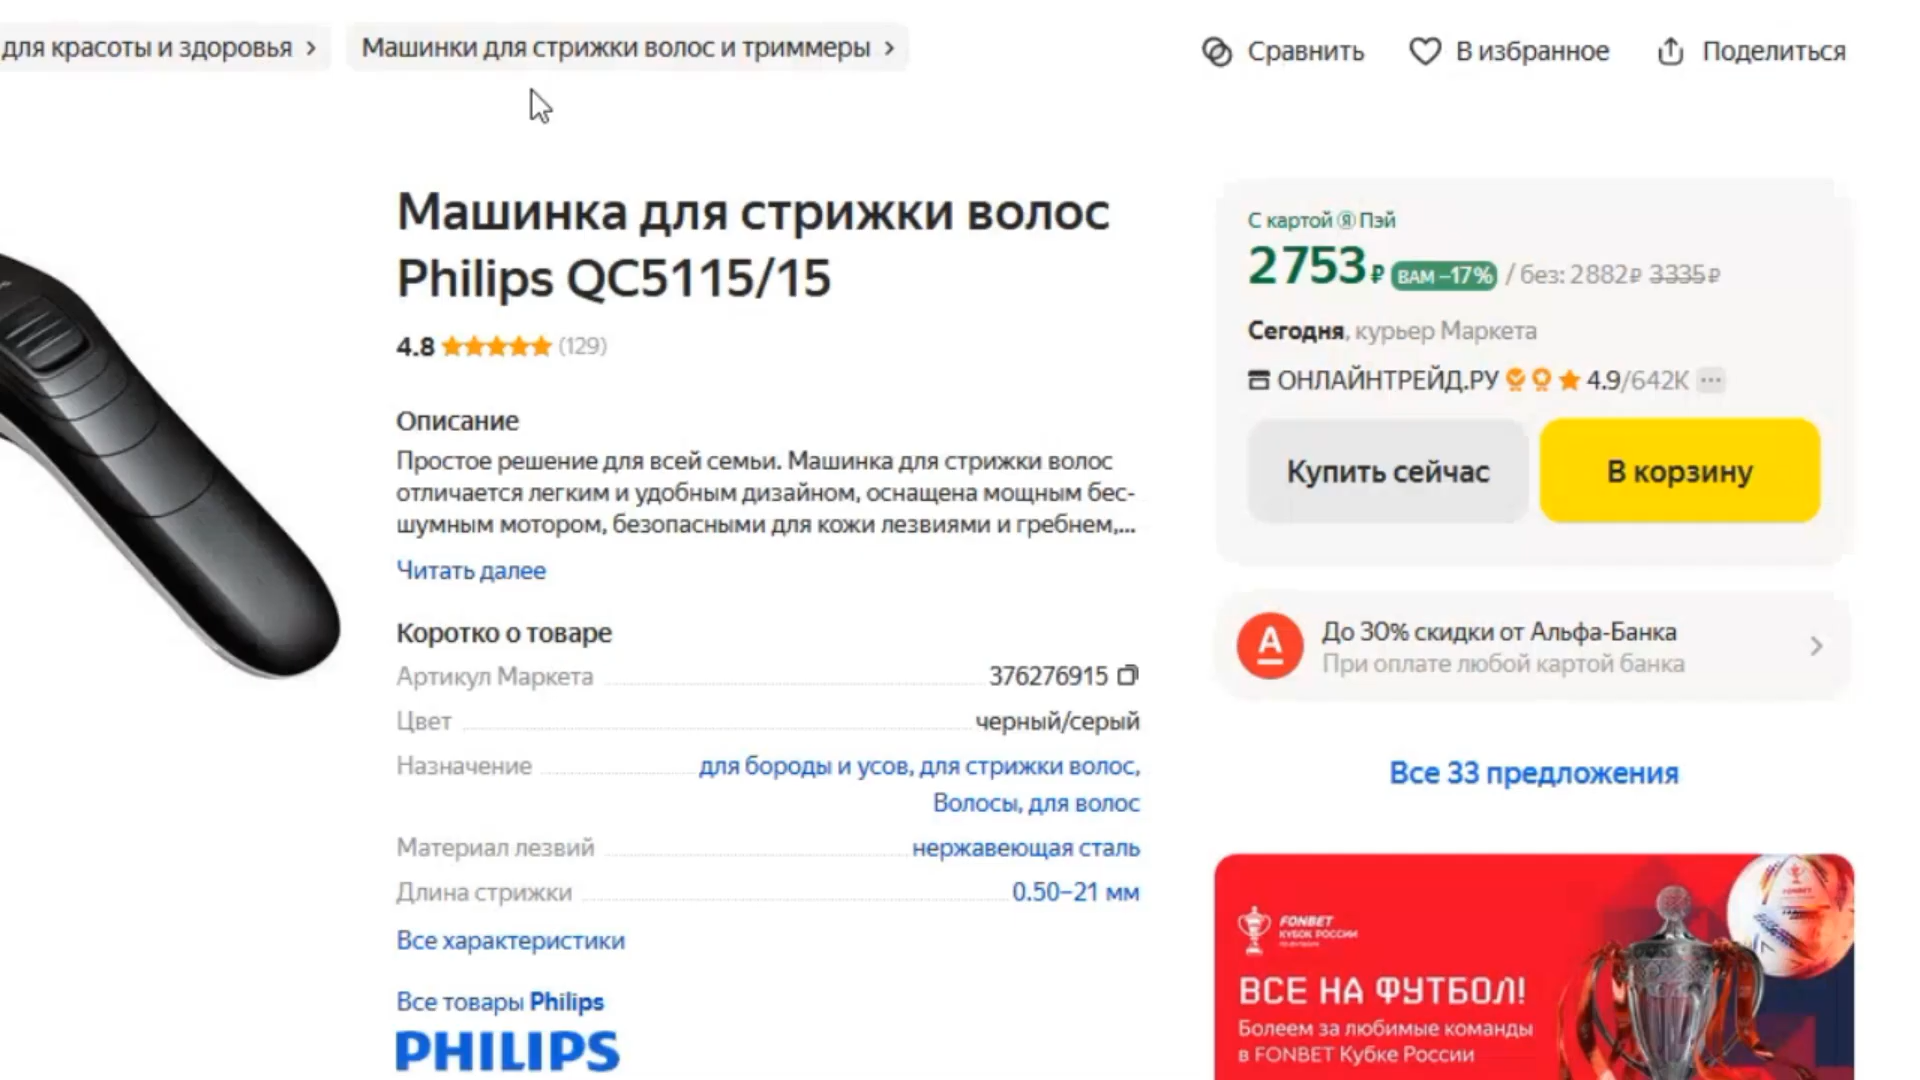 для красоты и здоровья
Машинки для стрижки волос и триммеры
Сравнить
В избранное
Поделиться
Машинка для стрижки волос
Philips QC5115/15
4.8 (129)
Описание
Простое решение для всей семьи. Машинка для стрижки волос
отличается легким и удобным дизайном, оснащена мощным бес-
шумным мотором, безопасными для кожи лезвиями и гребнем,...
Читать далее
Коротко о товаре
Артикул Маркета 376276915
Цвет черный/серый
Назначение для бороды и усов, для стрижки волос,
Волосы, для волос
Материал лезвий нержавеющая сталь
Длина стрижки 0.50–21 мм
Все характеристики
Все товары Philips
PHILIPS
С картой Я Пэй
2753 ₽ ВАМ –17% / без: 2882₽ 3335₽
Сегодня, курьер Маркета
ОНЛАЙНТРЕЙД.РУ 4.9/642K ...
Купить сейчас
В корзину
А
До 30% скидки от Альфа-Банка
При оплате любой картой банка
Все 33 предложения
FONBET
КУБОК РОССИИ
ВСЕ НА ФУТБОЛ!
Болеем за любимые команды
в FONBET Кубке России